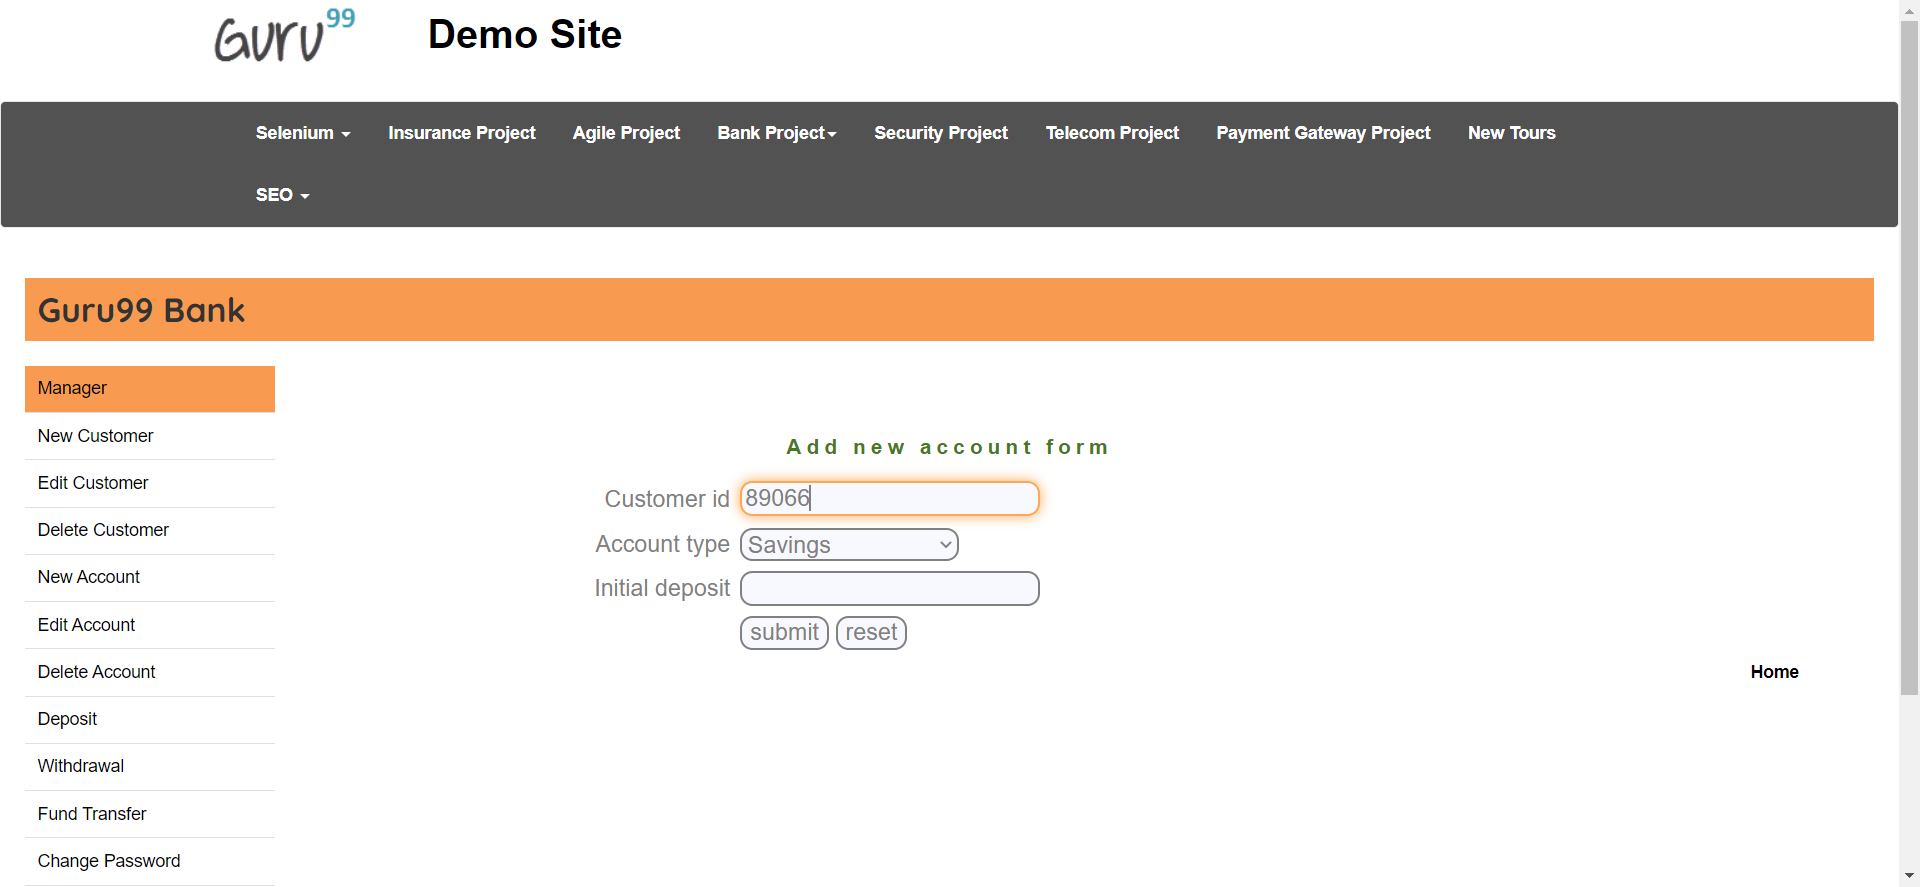 Guru99 Demo Site
Selenium Insurance Project Agile Project Bank Project Security Project Telecom Project Payment Gateway Project New Tours
SEO
Guru99 Bank
Manager
New Customer
Edit Customer
Delete Customer
New Account
Edit Account
Delete Account
Deposit
Withdrawal
Fund Transfer
Change Password
Add new account form
Customer id 89066
Account type Savings
Initial deposit
submit reset
Home